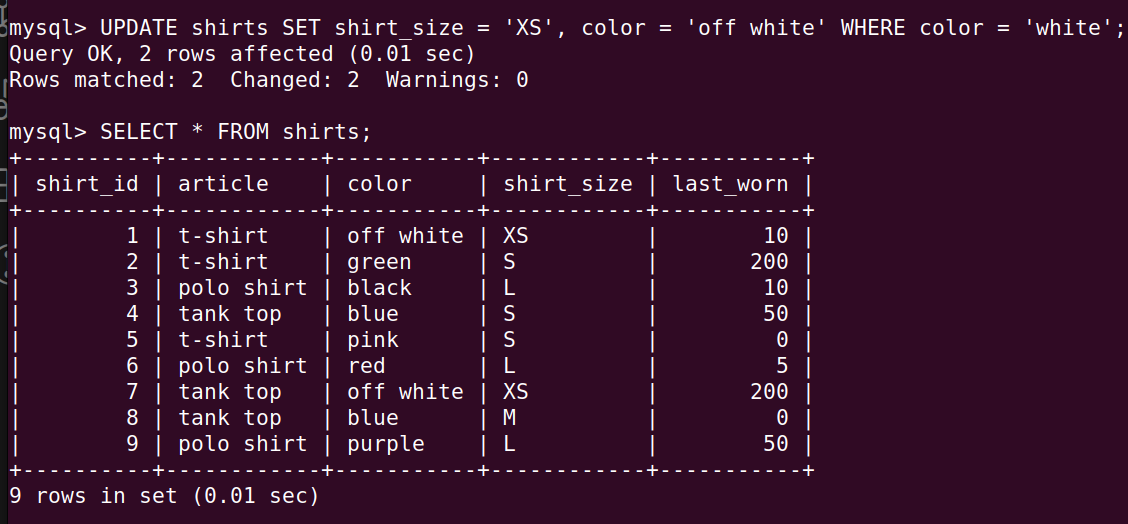 mysql> UPDATE shirts SET shirt_size = 'XS', color = 'off white' WHERE color = 'white';
Query OK, 2 rows affected (0.01 sec)
Rows matched: 2  Changed: 2  Warnings: 0

mysql> SELECT * FROM shirts;
+----------+------------+-----------+------------+-----------+
| shirt_id | article    | color     | shirt_size | last_worn |
+----------+------------+-----------+------------+-----------+
|        1 | t-shirt    | off white | XS         |        10 |
|        2 | t-shirt    | green     | S          |       200 |
|        3 | polo shirt | black     | L          |        10 |
|        4 | tank top   | blue      | S          |        50 |
|        5 | t-shirt    | pink      | S          |         0 |
|        6 | polo shirt | red       | L          |         5 |
|        7 | tank top   | off white | XS         |       200 |
|        8 | tank top   | blue      | M          |         0 |
|        9 | polo shirt | purple    | L          |        50 |
+----------+------------+-----------+------------+-----------+
9 rows in set (0.01 sec)